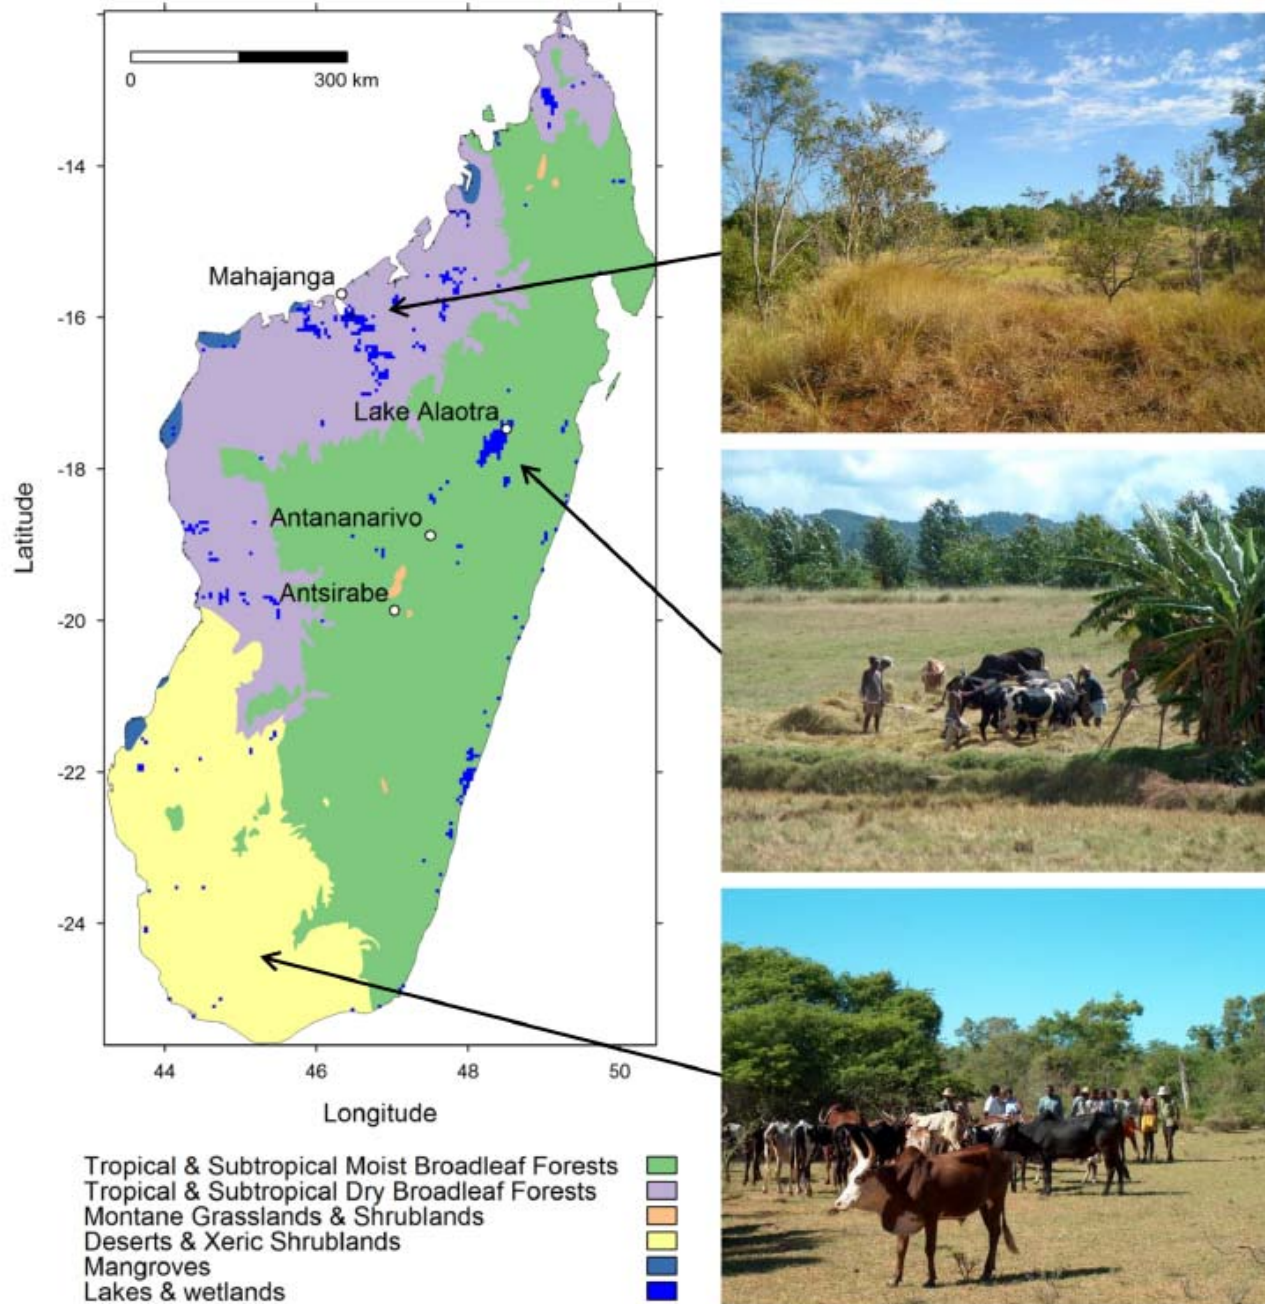 0
300 km
-14
Mahajanga
-16
Lake Alaotra
-18
Antananarivo
Antsirabe
-20
-22
-24
Latitude
44
46
48
50
Longitude
Tropical & Subtropical Moist Broadleaf Forests
Tropical & Subtropical Dry Broadleaf Forests
Montane Grasslands & Shrublands
Deserts & Xeric Shrublands
Mangroves
Lakes & wetlands